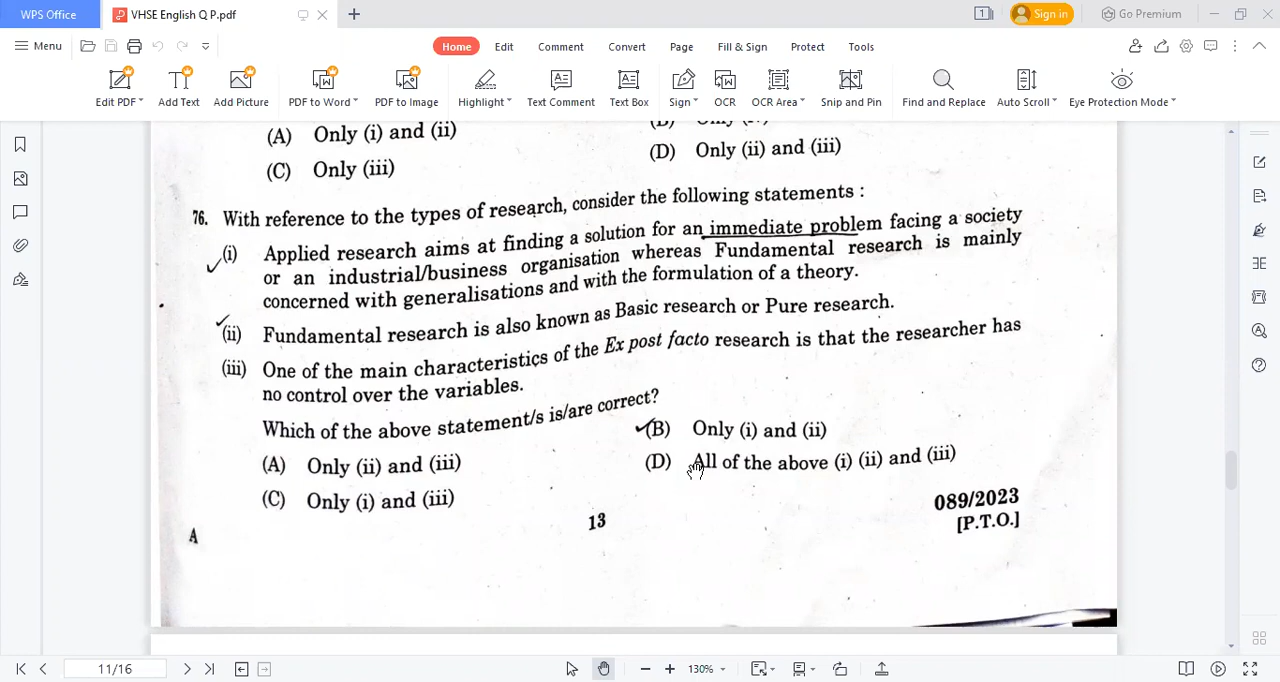 WPS Office
VHSE English Q P.pdf
Sign in
Go Premium
Menu
Home Edit Comment Convert Page Fill & Sign Protect Tools
Edit PDF Add Text Add Picture PDF to Word PDF to Image Highlight Text Comment Text Box Sign OCR OCR Area Snip and Pin Find and Replace Auto Scroll Eye Protection Mode
(A) Only (i) and (ii)
(C) Only (iii)
(D) Only (ii) and (iii)
76. With reference to the types of research, consider the following statements :
(i) Applied research aims at finding a solution for an immediate problem facing a society
or an industrial/business organisation whereas Fundamental research is mainly
concerned with generalisations and with the formulation of a theory.
(ii) Fundamental research is also known as Basic research or Pure research.
(iii) One of the main characteristics of the Ex post facto research is that the researcher has
no control over the variables.
Which of the above statement/s is/are correct?
(A) Only (ii) and (iii)
(B) Only (i) and (ii)
(C) Only (i) and (iii)
(D) All of the above (i) (ii) and (iii)
A
13
089/2023
[P.T.O.]
11/16
130%